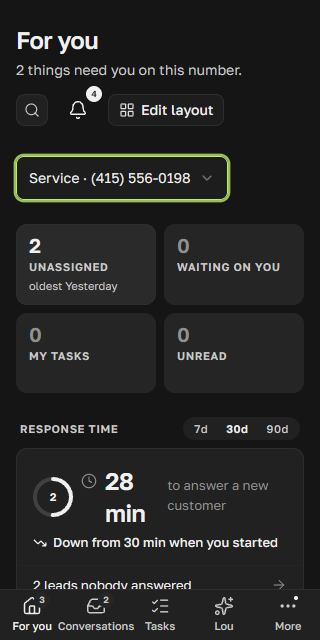 For you
2 things need you on this number.
4
Edit layout
Service · (415) 556-0198
2
UNASSIGNED
oldest Yesterday
0
WAITING ON YOU
0
MY TASKS
0
UNREAD
RESPONSE TIME
7d 30d 90d
2
28 min
to answer a new
customer
Down from 30 min when you started
2 leads nobody answered
3
2
For you Conversations Tasks Lou More